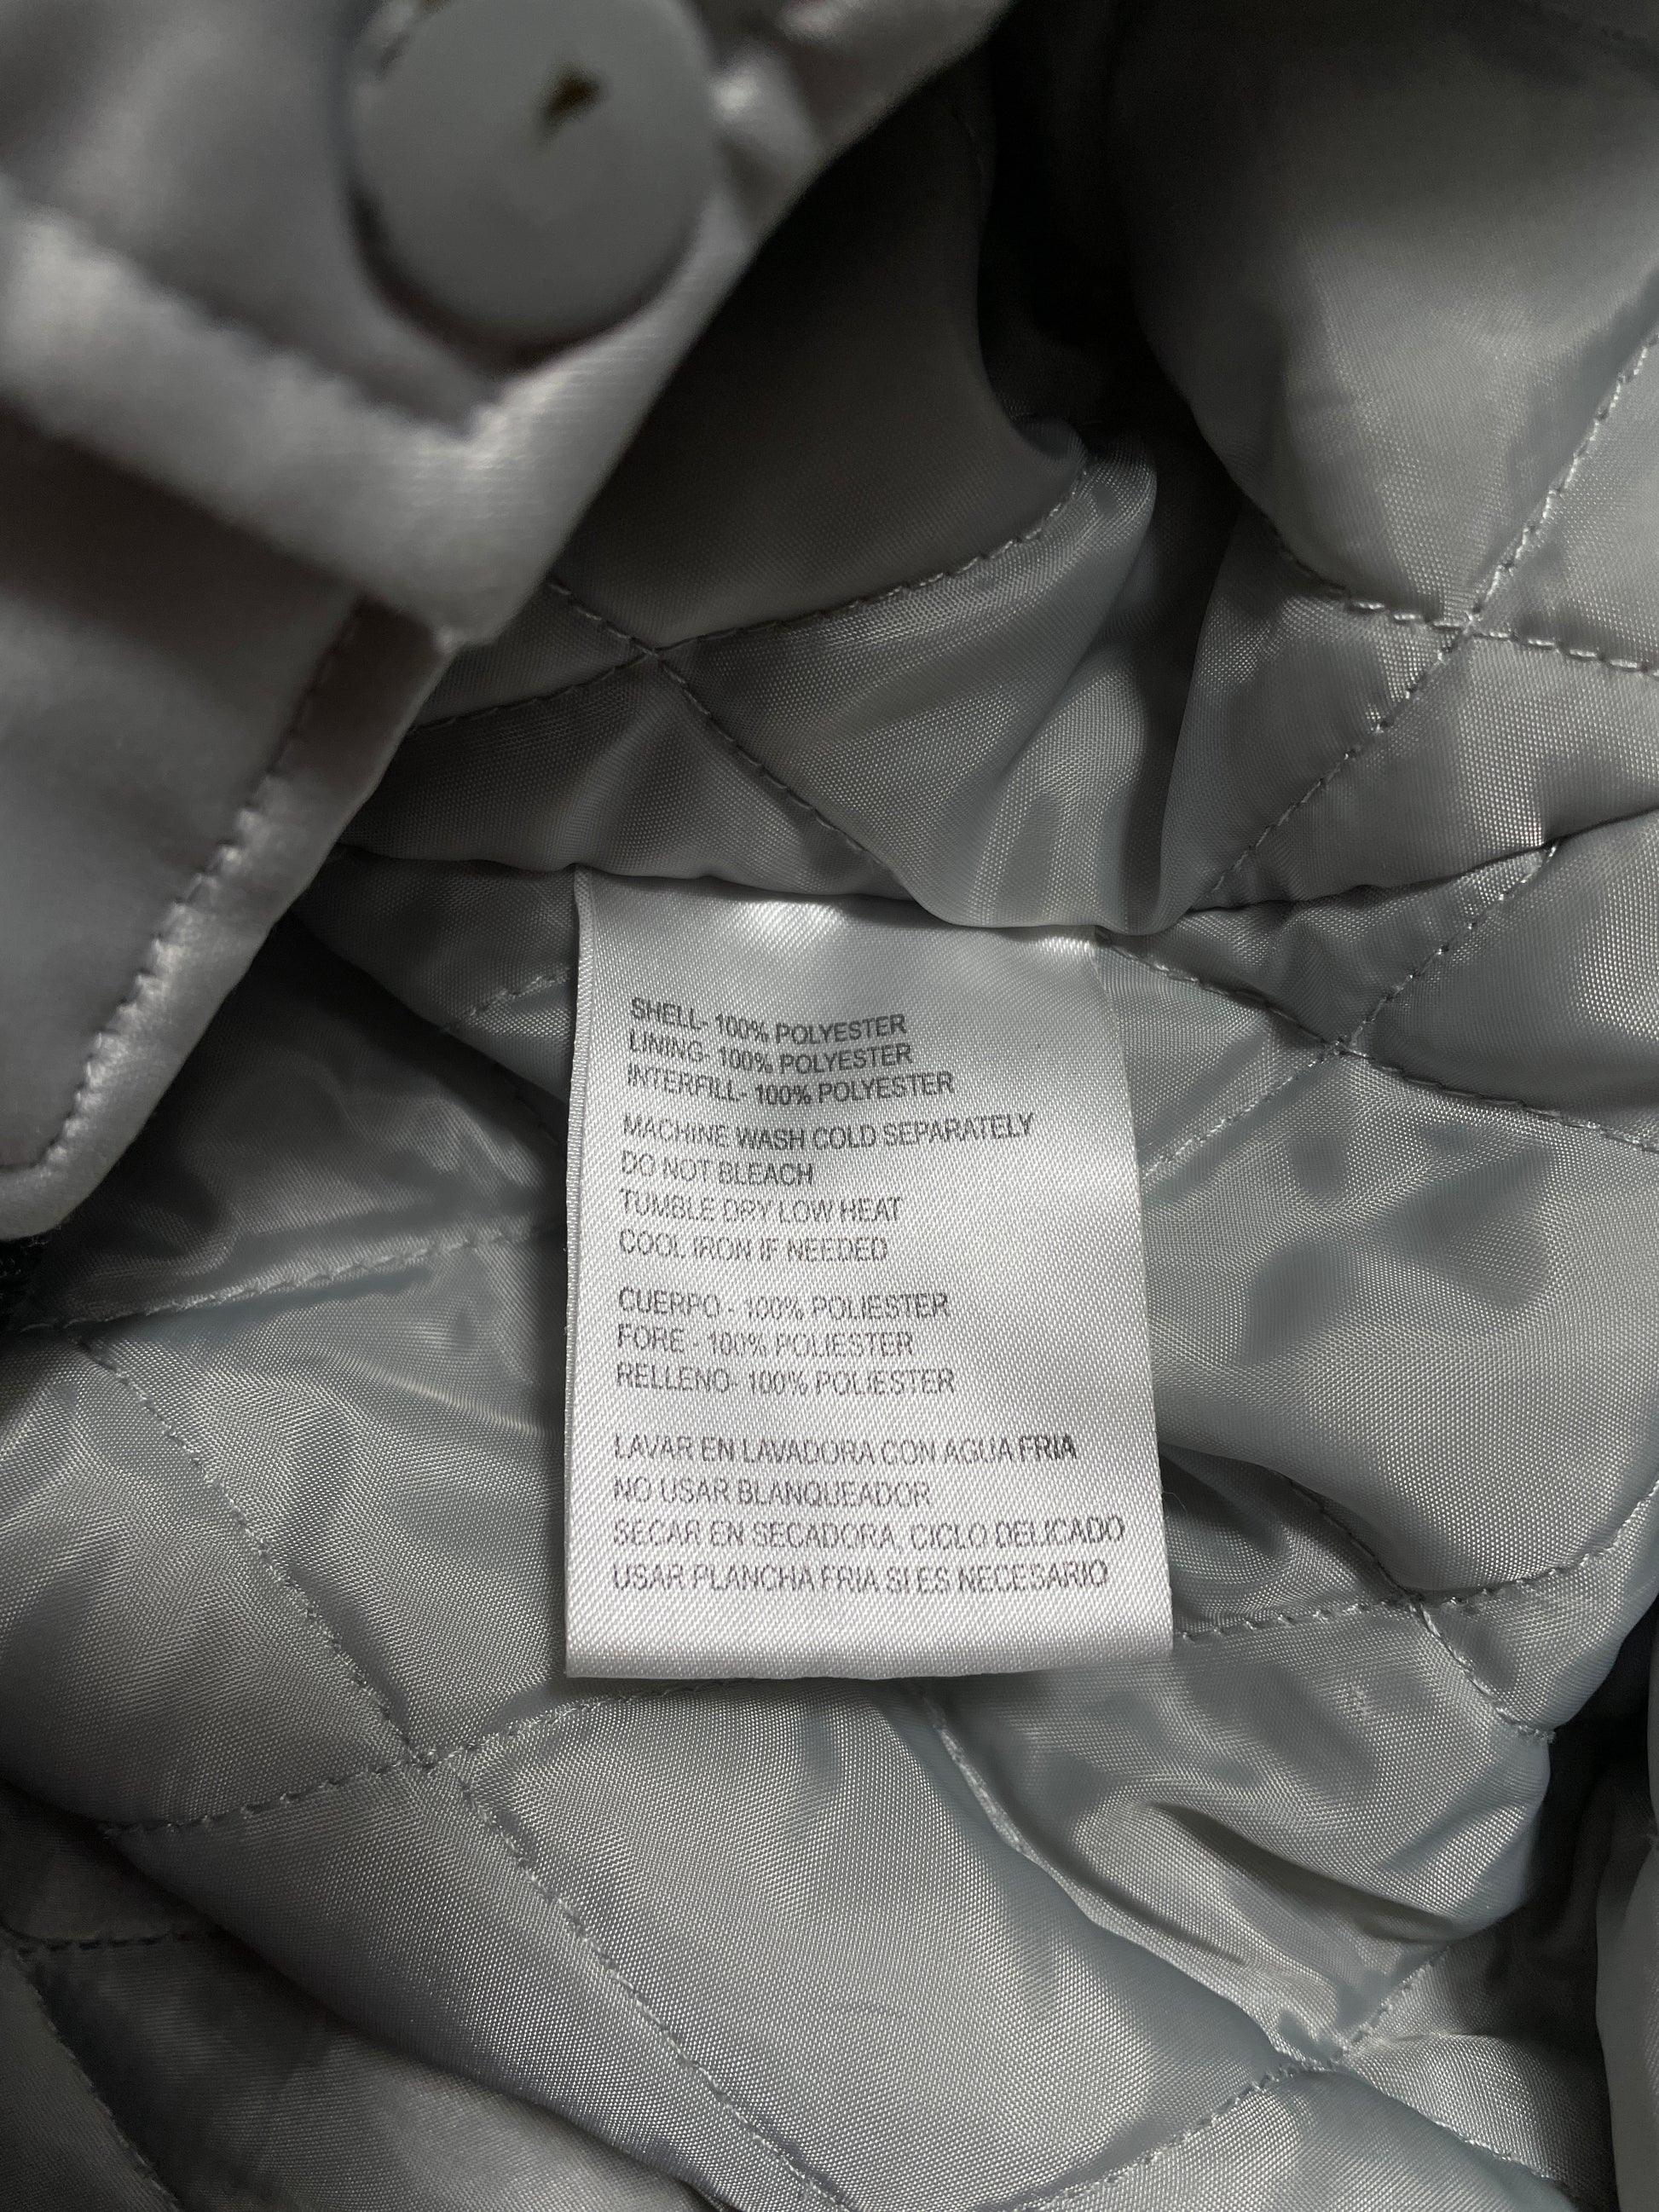 SHELL- 100% POLYESTER
LINING- 100% POLYESTER
INTERFILL- 100% POLYESTER
MACHINE WASH COLD SEPARATELY
DO NOT BLEACH
TUMBLE DRY LOW HEAT
COOL IRON IF NEEDED
CUERPO - 100% POLIESTER
FORE - 100% POLIESTER
RELLENO- 100% POLIESTER
LAVAR EN LAVADORA CON AGUA FRIA
NO USAR BLANQUEADOR
SECAR EN SECADORA, CICLO DELICADO
USAR PLANCHA FRIA SI ES NECESARIO